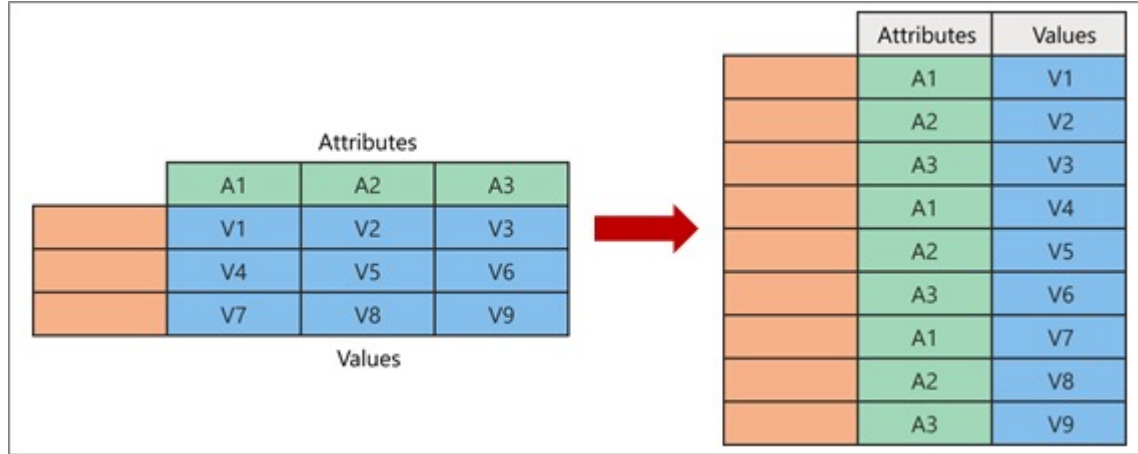 Attributes
A1 A2 A3
V1 V2 V3
V4 V5 V6
V7 V8 V9
Values
Attributes Values
A1 V1
A2 V2
A3 V3
A1 V4
A2 V5
A3 V6
A1 V7
A2 V8
A3 V9